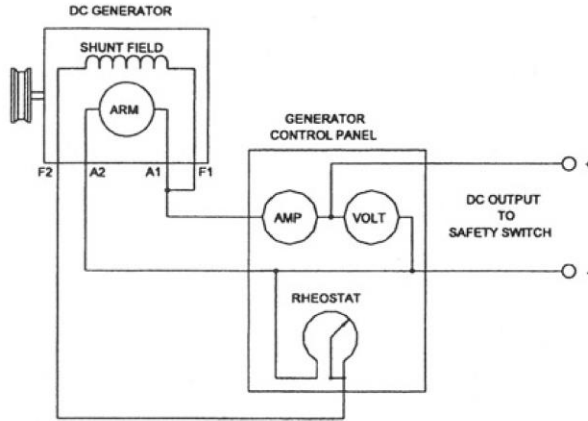 DC GENERATOR
SHUNT FIELD
ARM
F2 A2 A1 F1
GENERATOR
CONTROL PANEL
AMP VOLT
DC OUTPUT
TO
SAFETY SWITCH
RHEOSTAT